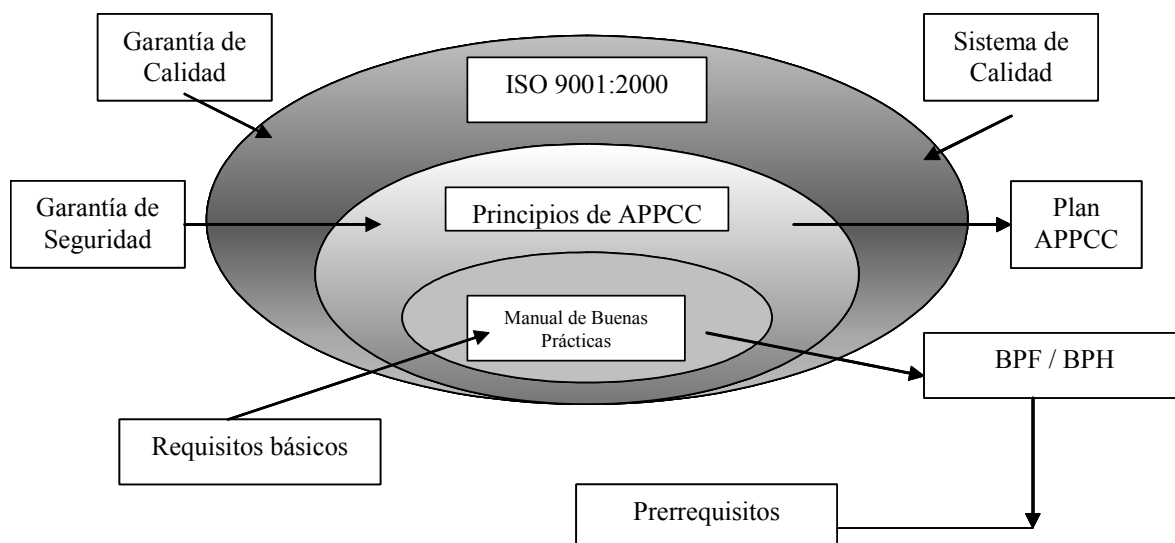 Garantía de
Calidad
ISO 9001:2000
Sistema de
Calidad
Garantía de
Seguridad
Principios de APPCC
Plan
APPCC
Manual de Buenas
Prácticas
BPF / BPH
Requisitos básicos
Prerrequisitos